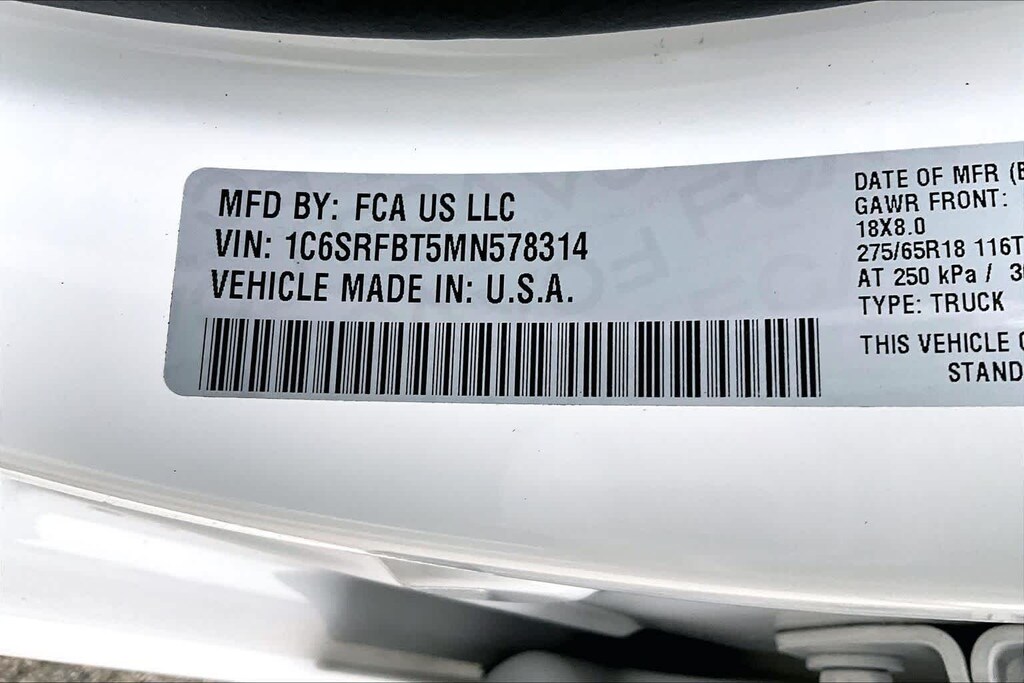 MFD BY: FCA US LLC
VIN: 1C6SRFBT5MN578314
VEHICLE MADE IN: U.S.A.
DATE OF MFR
GAWR FRONT:
18X8.0
275/65R18 116T
AT 250 kPa /
TYPE: TRUCK
THIS VEHICLE
STAND